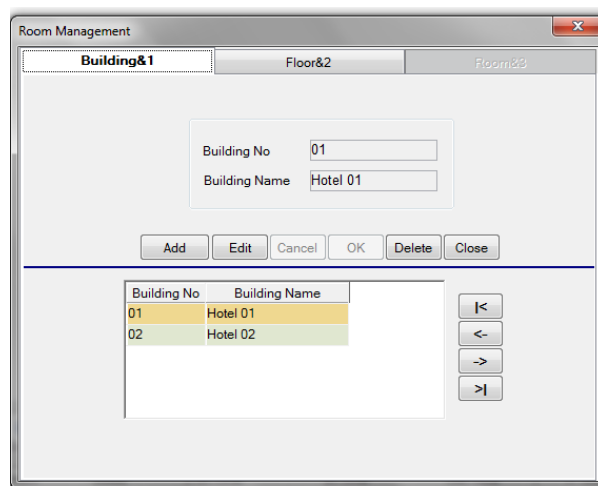 Room Management
Building&1 Floor&2 Room&3
Building No 01
Building Name Hotel 01
Add Edit Cancel OK Delete Close
Building No Building Name
01 Hotel 01
02 Hotel 02
|<
<-
->
>|